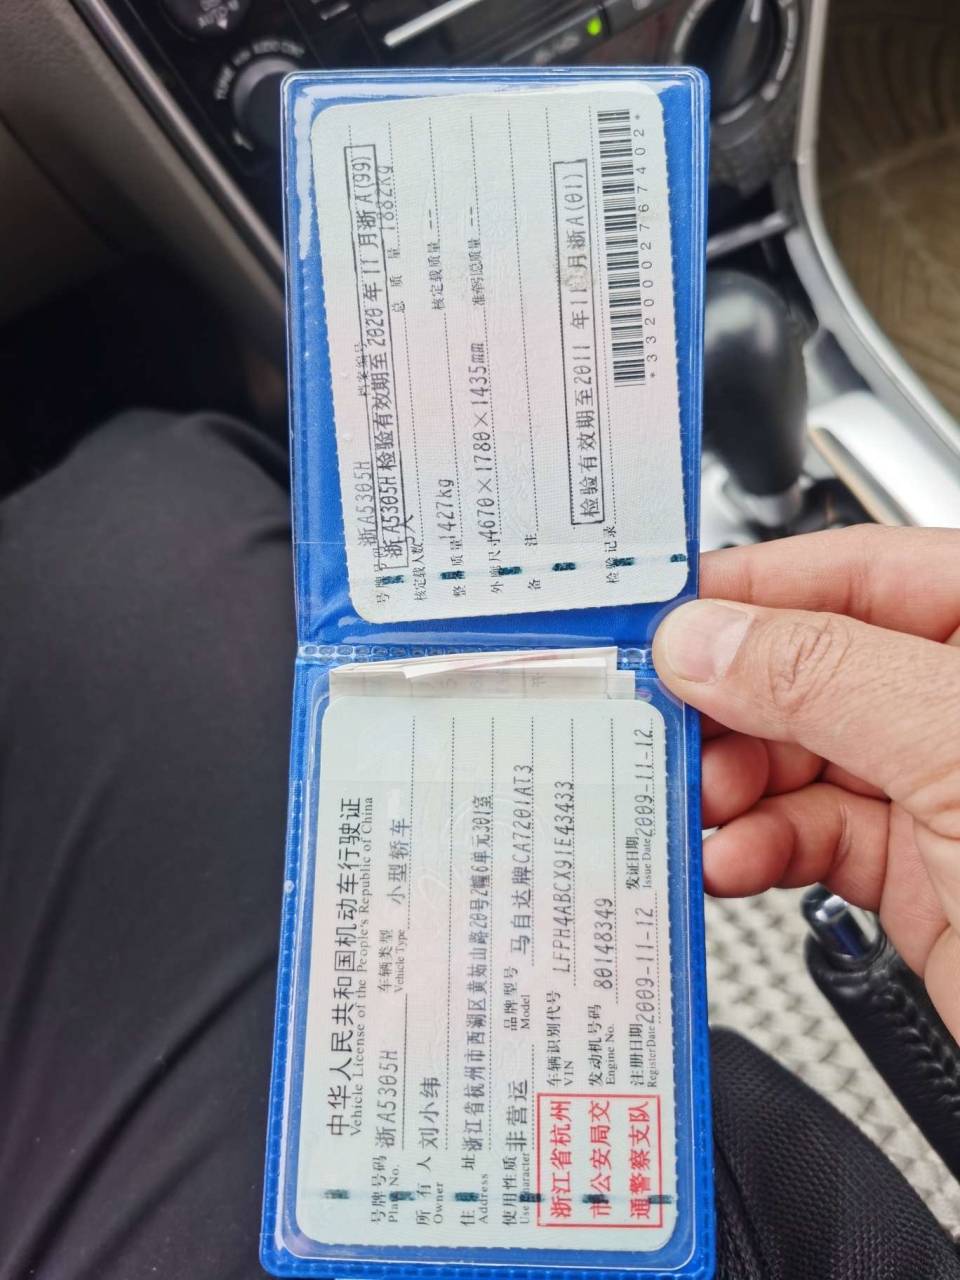 中华人民共和国机动车行驶证
Vehicle License of the People's Republic of China
号牌号码 浙A5305H 车辆类型 小型轿车
Plate No. Vehicle Type
所有人 刘小纬
Owner
住址 浙江省杭州市西湖区黄姑山路20号2幢6单元301室
Address
使用性质 非营运 品牌型号 马自达牌CA7201AT3
Use Character Model
浙江省杭州
市公安局交
通警察支队
车辆识别代号 LFPH4ABCX91E43433
VIN
发动机号码 80148349
Engine No.
注册日期 2009-11-12 发证日期 2009-11-12
Register Date Issue Date
号牌号码 浙A5305H 档案编号
浙A5305H 检验有效期至2020年11月浙A(99)
核定载人数 5人 总质量 1882kg
整备质量 1427kg 核定载质量 --
外廓尺寸 4670×1780×1435mm 准牵引总质量 --
备注
检验有效期至2011年11月浙A(01)
检验记录
*3320002767402*